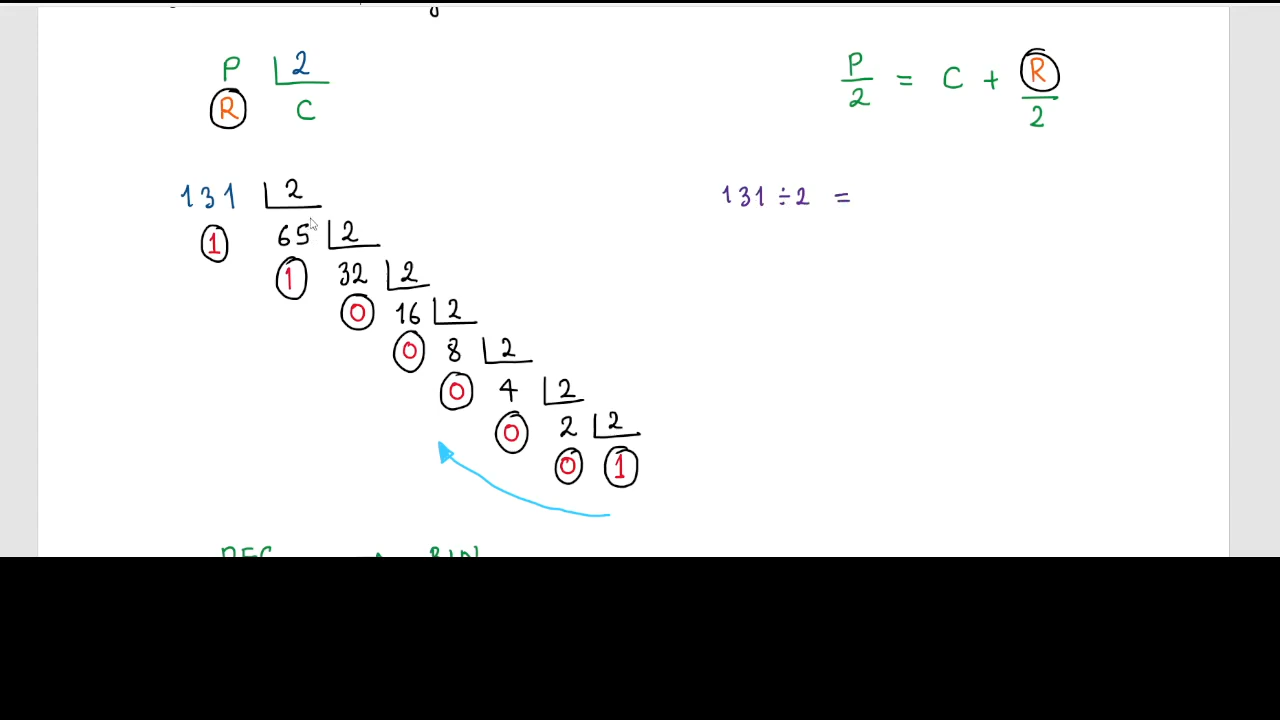 P 2 P/2 = C + R/2
R C
131 2 131 ÷ 2 =
1 65 2
1 32 2
0 16 2
0 8 2
0 4 2
0 2 2
0 1